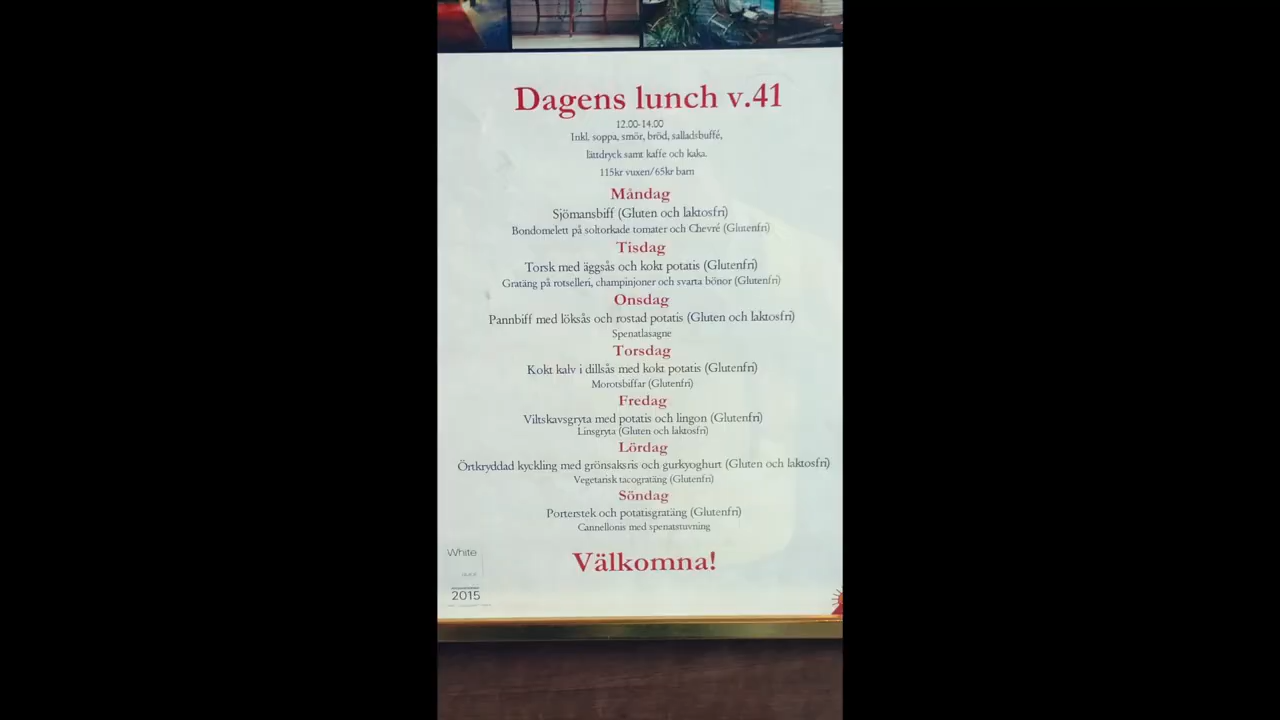 Dagens lunch v.41
12.00-14.00
Inkl. soppa, smör, bröd, salladsbuffé,
lättdryck samt kaffe och kaka.
115kr vuxen/65kr barn
Måndag
Sjömansbiff (Gluten och laktosfri)
Bondomelett på soltorkade tomater och Chevré (Glutenfri)
Tisdag
Torsk med äggsås och kokt potatis (Glutenfri)
Gratäng på rotselleri, champinjoner och svarta bönor (Glutenfri)
Onsdag
Pannbiff med löksås och rostad potatis (Gluten och laktosfri)
Spenatlasagne
Torsdag
Kokt kalv i dillsås med kokt potatis (Glutenfri)
Morotsbiffar (Glutenfri)
Fredag
Viltskavsgryta med potatis och lingon (Glutenfri)
Linsgryta (Gluten och laktosfri)
Lördag
Örtkryddad kyckling med grönsaksris och gurkyoghurt (Gluten och laktosfri)
Vegetarisk tacogratäng (Glutenfri)
Söndag
Porterstek och potatisgratäng (Glutenfri)
Cannellonis med spenatstuvning
Välkomna!
White
2015